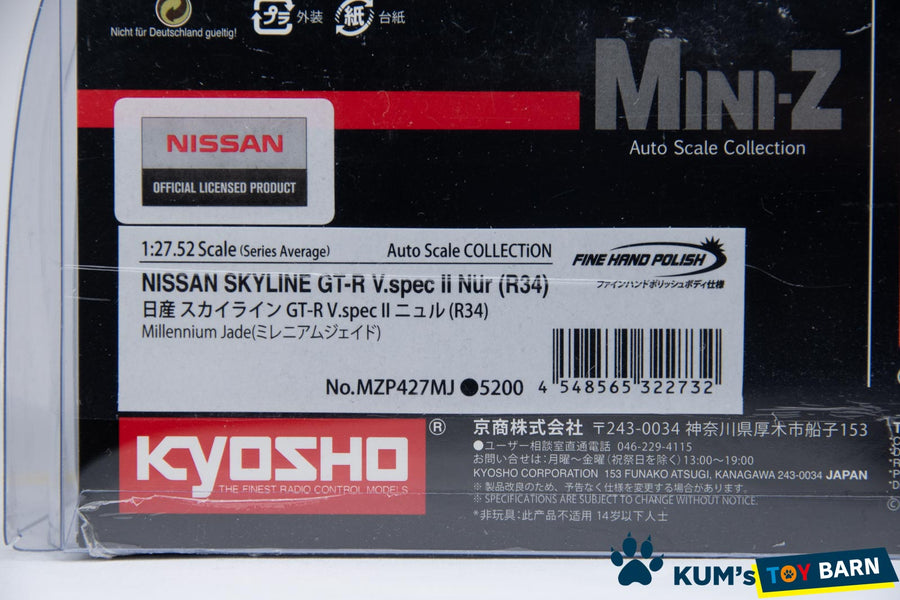 Nicht für Deutschland gueltig!
プラ 外装
紙 台紙
MINI-Z
Auto Scale Collection
NISSAN
OFFICIAL LICENSED PRODUCT
1:27.52 Scale (Series Average) Auto Scale COLLECTiON
FINE HAND POLISH
ファインハンドポリッシュボディ仕様
NISSAN SKYLINE GT-R V.spec II Nür (R34)
日産 スカイライン GT-R V.spec II ニュル (R34)
Millennium Jade(ミレニアムジェイド)
No.MZP427MJ ●5200
4 548565 322732
KYOSHO ®
THE FINEST RADIO CONTROL MODELS
京商株式会社 〒243-0034 神奈川県厚木市船子153
●ユーザー相談室直通電話 046-229-4115
お問い合せは:月曜〜金曜(祝祭日を除く)13:00〜19:00
KYOSHO CORPORATION 153 FUNAKO ATSUGI, KANAGAWA 243-0034 JAPAN
※ 製品改良のため、予告なく仕様を変更する場合があります。
※ SPECIFICATIONS ARE SUBJECT TO CHANGE WITHOUT NOTICE.
*非玩具:此产品不适用 14岁以下人士
KUM's TOY BARN